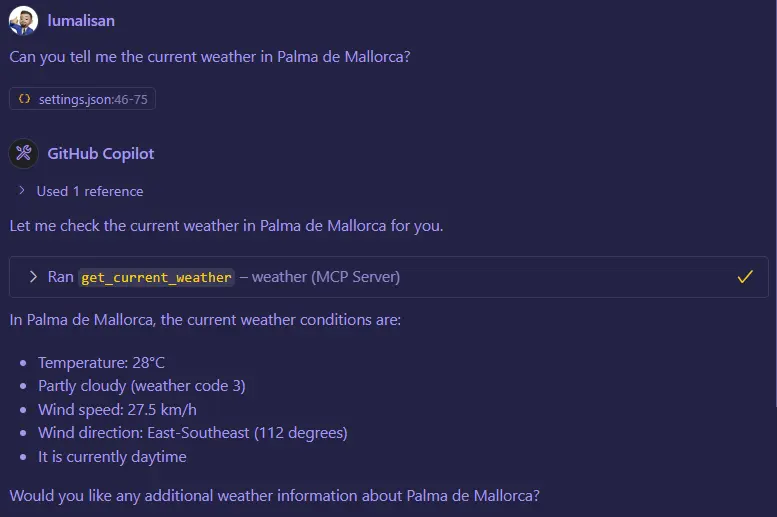 lumalisan
Can you tell me the current weather in Palma de Mallorca?
{} settings.json:46-75
GitHub Copilot
Used 1 reference
Let me check the current weather in Palma de Mallorca for you.
Ran get_current_weather – weather (MCP Server)
In Palma de Mallorca, the current weather conditions are:
• Temperature: 28°C
• Partly cloudy (weather code 3)
• Wind speed: 27.5 km/h
• Wind direction: East-Southeast (112 degrees)
• It is currently daytime
Would you like any additional weather information about Palma de Mallorca?